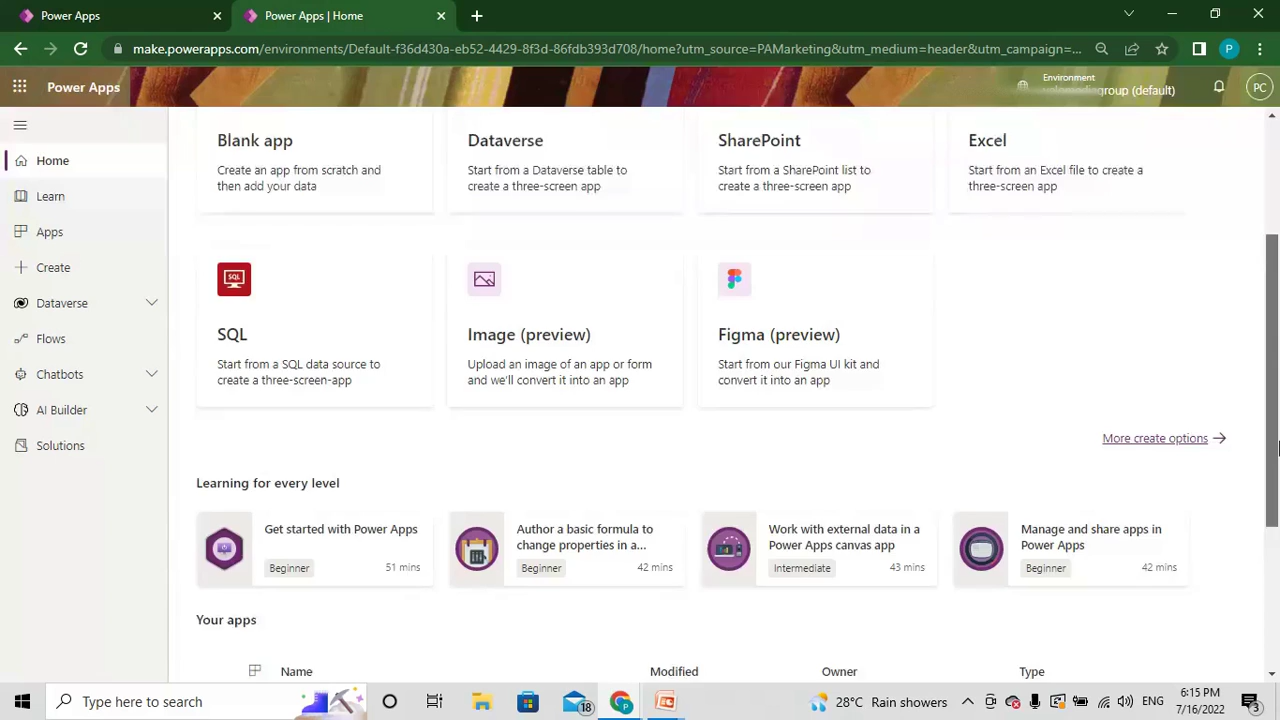 Power Apps
Power Apps | Home
make.powerapps.com/environments/Default-f36d430a-eb52-4429-8f3d-86fdb393d708/home?utm_source=PAMarketing&utm_medium=header&utm_campaign=...
P
Power Apps
Environment
group (default)
PC
Home
Learn
Apps
Create
Dataverse
Flows
Chatbots
AI Builder
Solutions
Blank app
Create an app from scratch and
then add your data
Dataverse
Start from a Dataverse table to
create a three-screen app
SharePoint
Start from a SharePoint list to
create a three-screen app
Excel
Start from an Excel file to create a
three-screen app
SQL
SQL
Start from a SQL data source to
create a three-screen-app
Image (preview)
Upload an image of an app or form
and we'll convert it into an app
Figma (preview)
Start from our Figma UI kit and
convert it into an app
More create options
Learning for every level
Get started with Power Apps
Beginner 51 mins
Author a basic formula to
change properties in a...
Beginner 42 mins
Work with external data in a
Power Apps canvas app
Intermediate 43 mins
Manage and share apps in
Power Apps
Beginner 42 mins
Your apps
Name Modified Owner Type
Type here to search
18
28°C Rain showers
ENG
6:15 PM
7/16/2022
3